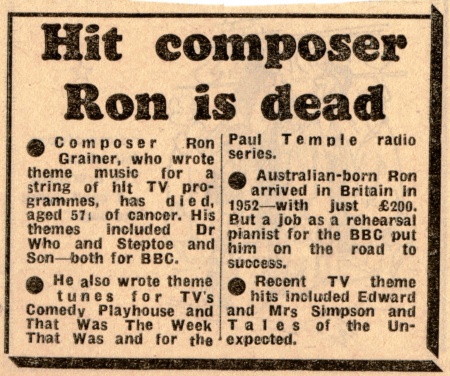 Hit composer
Ron is dead
● Composer Ron
Grainer, who wrote
theme music for a
string of hit TV pro-
grammes, has died,
aged 57, of cancer. His
themes included Dr
Who and Steptoe and
Son—both for BBC.
● He also wrote theme
tunes for TV's
Comedy Playhouse and
That Was The Week
That Was and for the
Paul Temple radio
series.
● Australian-born Ron
arrived in Britain in
1952—with just £200.
But a job as a rehearsal
pianist for the BBC put
him on the road to
success.
● Recent TV theme
hits included Edward
and Mrs Simpson and
Tales of the Un-
expected.